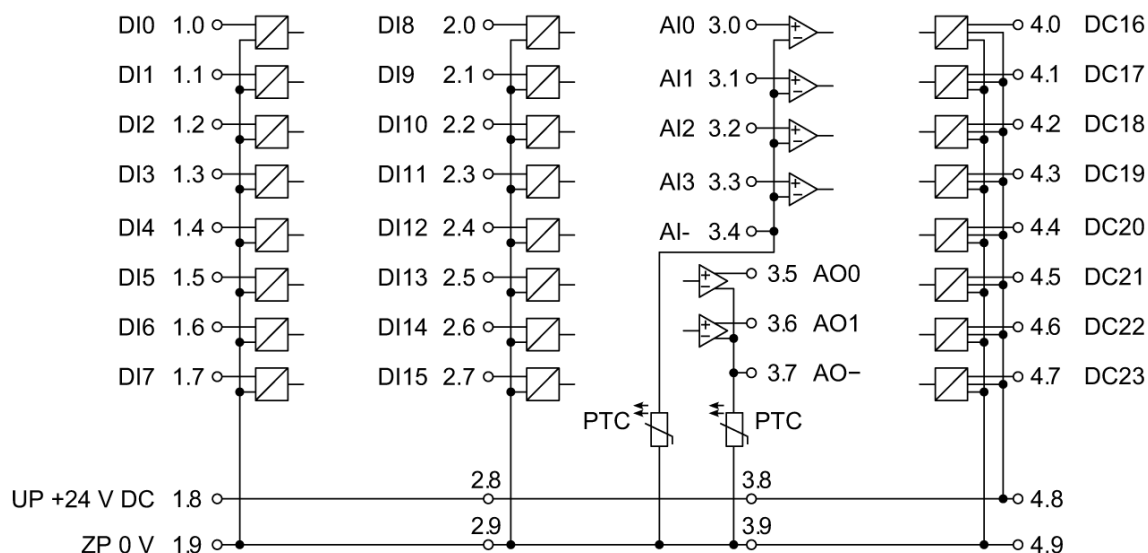 DI0 1.0 DI8 2.0 AI0 3.0 4.0 DC16
DI1 1.1 DI9 2.1 AI1 3.1 4.1 DC17
DI2 1.2 DI10 2.2 AI2 3.2 4.2 DC18
DI3 1.3 DI11 2.3 AI3 3.3 4.3 DC19
DI4 1.4 DI12 2.4 AI- 3.4 4.4 DC20
DI5 1.5 DI13 2.5 3.5 AO0 4.5 DC21
DI6 1.6 DI14 2.6 3.6 AO1 4.6 DC22
DI7 1.7 DI15 2.7 3.7 AO− 4.7 DC23
PTC PTC
UP +24 V DC 1.8 2.8 3.8 4.8
ZP 0 V 1.9 2.9 3.9 4.9